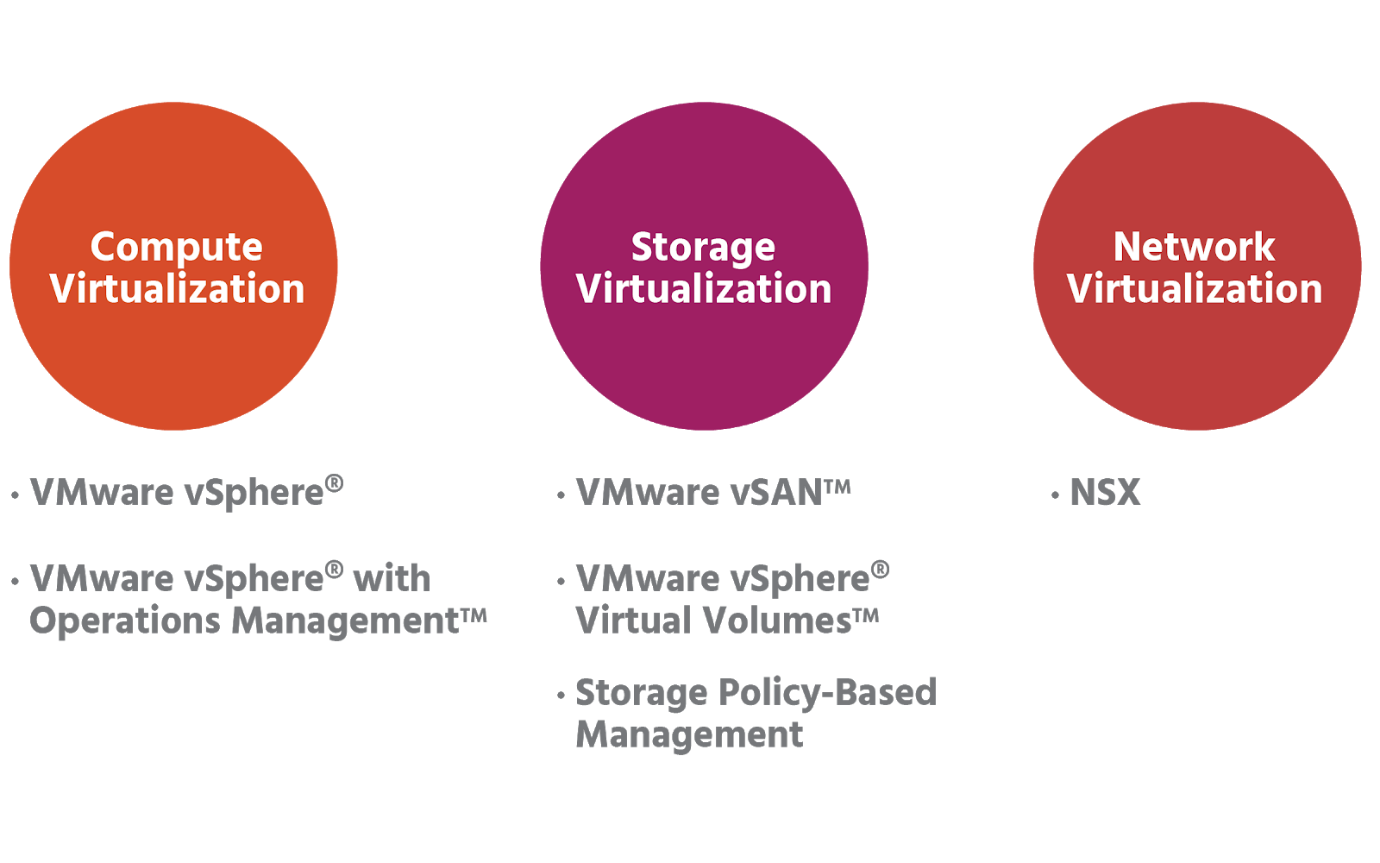 Compute
Virtualization
• VMware vSphere®
• VMware vSphere® with
Operations Management™
Storage
Virtualization
• VMware vSAN™
• VMware vSphere®
Virtual Volumes™
• Storage Policy-Based
Management
Network
Virtualization
• NSX